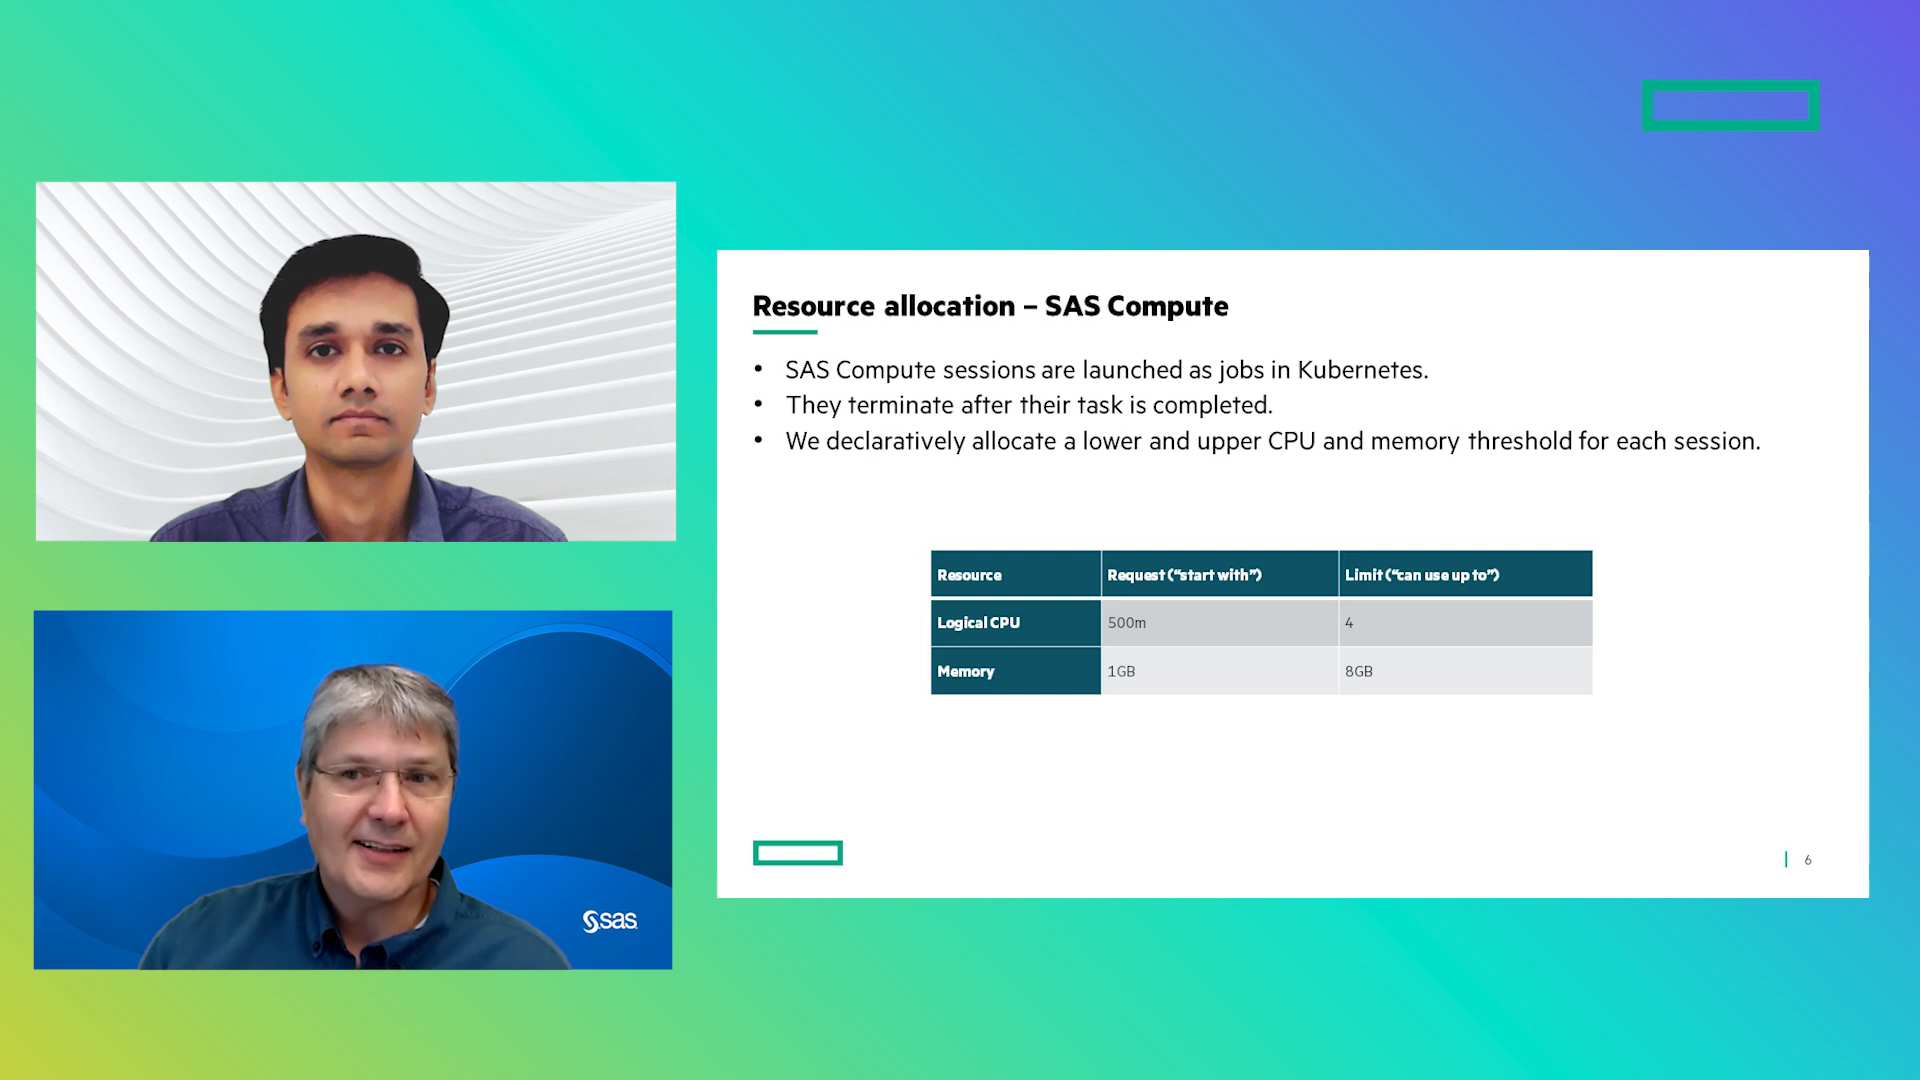 Resource allocation – SAS Compute
• SAS Compute sessions are launched as jobs in Kubernetes.
• They terminate after their task is completed.
• We declaratively allocate a lower and upper CPU and memory threshold for each session.
Resource Request (“start with”) Limit (“can use up to”)
Logical CPU 500m 4
Memory 1GB 8GB
6
sas